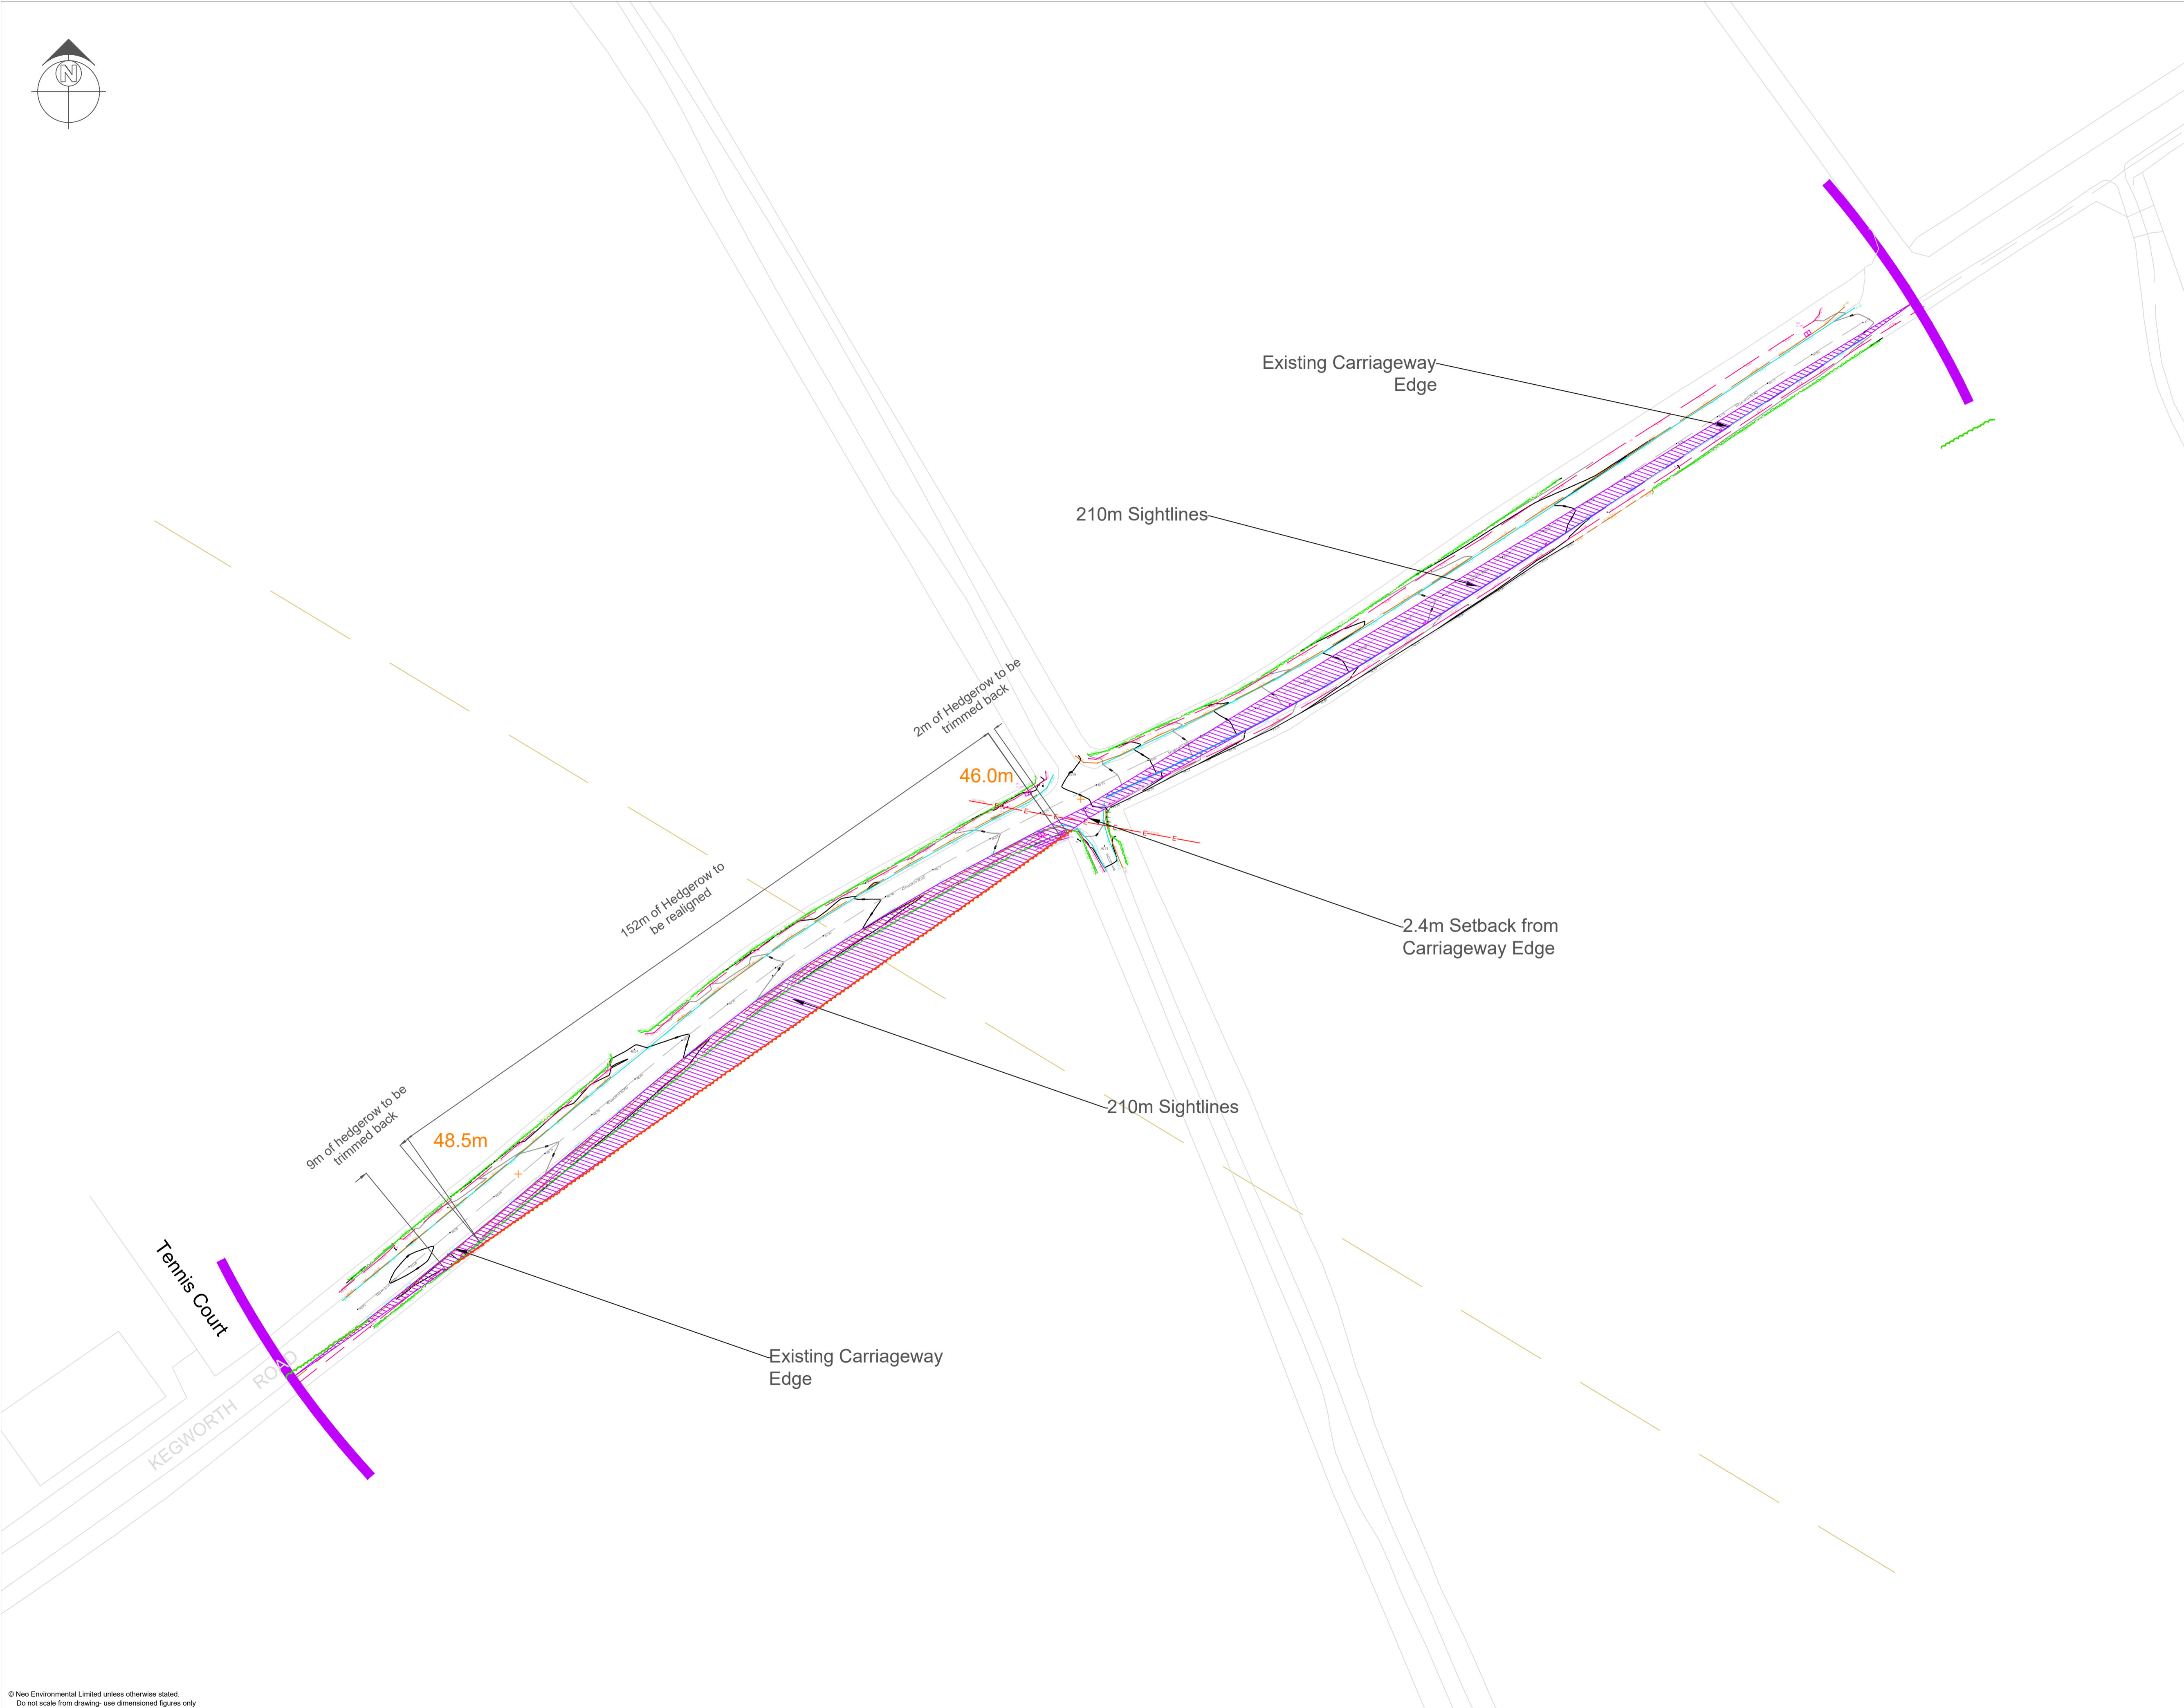 N
Existing Carriageway
Edge
210m Sightlines
2m of Hedgerow to be
trimmed back
46.0m
E
E
E
E
E
E
E
152m of Hedgerow to
be realigned
2.4m Setback from
Carriageway Edge
210m Sightlines
9m of hedgerow to be
trimmed back
48.5m
Tennis Court
Existing Carriageway
Edge
KEGWORTH ROAD
© Neo Environmental Limited unless otherwise stated.
Do not scale from drawing- use dimensioned figures only